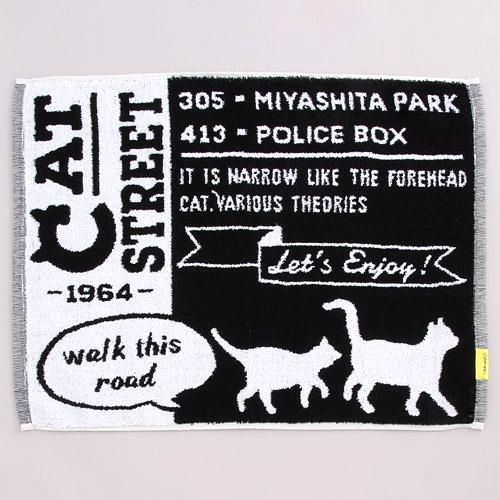 CAT
STREET
-1964-
walk this
road
305 - MIYASHITA PARK
413 - POLICE BOX
IT IS NARROW LIKE THE FOREHEAD
CAT.VARIOUS THEORIES
Let's Enjoy!